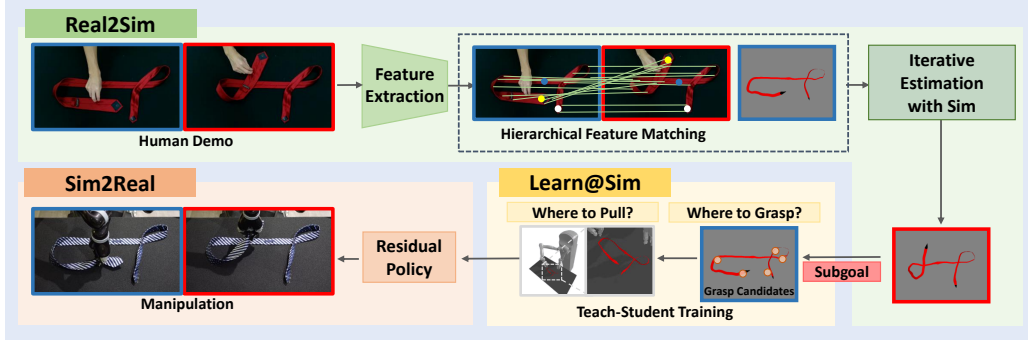 Real2Sim
Feature
Extraction
Human Demo
Hierarchical Feature Matching
Iterative
Estimation
with Sim
Sim2Real
Manipulation
Residual
Policy
Learn@Sim
Where to Pull?
Where to Grasp?
Grasp Candidates
Teach-Student Training
Subgoal